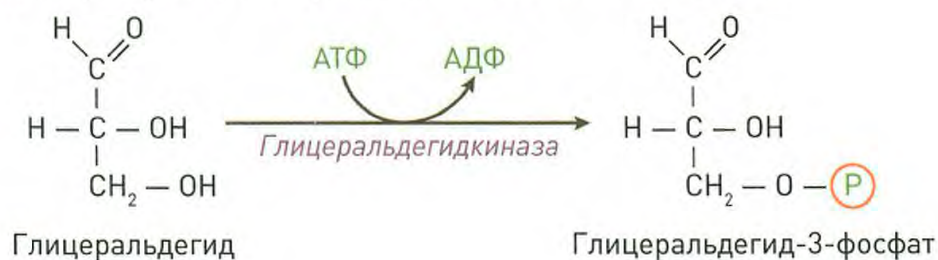 H O H O
C АТФ АДФ C
H — C — OH H — C — OH
Глицеральдегидкиназа
CH₂ — OH CH₂ — O — P
Глицеральдегид Глицеральдегид-3-фосфат